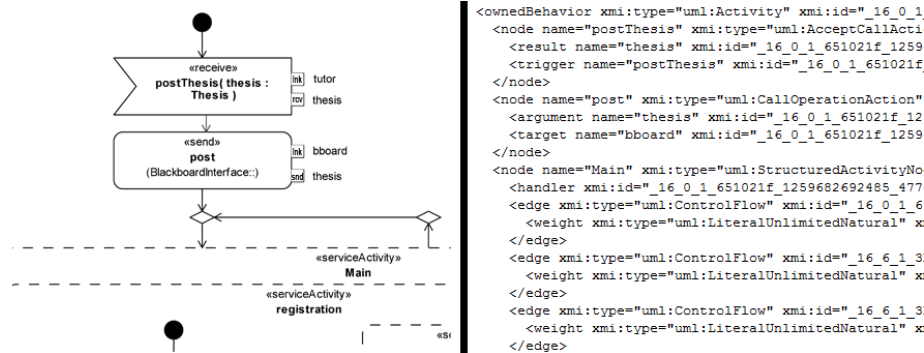 «receive»
postThesis( thesis :
Thesis )
lnk tutor
rcv thesis
«send»
post
(BlackboardInterface::)
lnk bboard
snd thesis
«serviceActivity»
Main
«serviceActivity»
registration
<ownedBehavior xmi:type="uml:Activity" xmi:id="_16_0_1
<node name="postThesis" xmi:type="uml:AcceptCallActi
<result name="thesis" xmi:id="_16_0_1_651021f_1259
<trigger name="postThesis" xmi:id="_16_0_1_651021f
</node>
<node name="post" xmi:type="uml:CallOperationAction"
<argument name="thesis" xmi:id="_16_0_1_651021f_12
<target name="bboard" xmi:id="_16_0_1_651021f_1259
</node>
<node name="Main" xmi:type="uml:StructuredActivityNo
<handler xmi:id="_16_0_1_651021f_1259682692485_477
<edge xmi:type="uml:ControlFlow" xmi:id="_16_0_1_6
<weight xmi:type="uml:LiteralUnlimitedNatural" x
</edge>
<edge xmi:type="uml:ControlFlow" xmi:id="_16_6_1_3
<weight xmi:type="uml:LiteralUnlimitedNatural" x
</edge>
<edge xmi:type="uml:ControlFlow" xmi:id="_16_6_1_3
<weight xmi:type="uml:LiteralUnlimitedNatural" x
</edge>